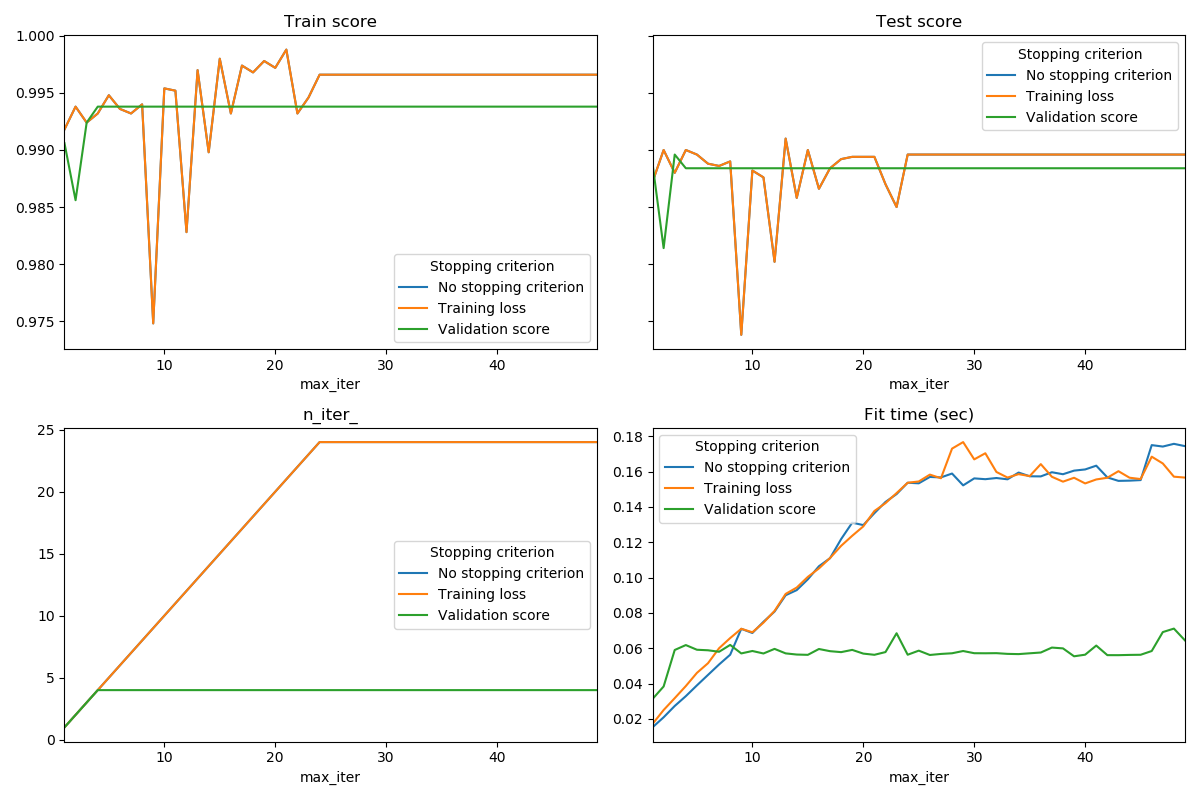 Train score
1.000
0.995
0.990
0.985
0.980
0.975
Stopping criterion
No stopping criterion
Training loss
Validation score
10 20 30 40
max_iter
Test score
Stopping criterion
No stopping criterion
Training loss
Validation score
10 20 30 40
max_iter
n_iter_
25
20
15
10
5
0
Stopping criterion
No stopping criterion
Training loss
Validation score
10 20 30 40
max_iter
Fit time (sec)
0.18
0.16
0.14
0.12
0.10
0.08
0.06
0.04
0.02
Stopping criterion
No stopping criterion
Training loss
Validation score
10 20 30 40
max_iter